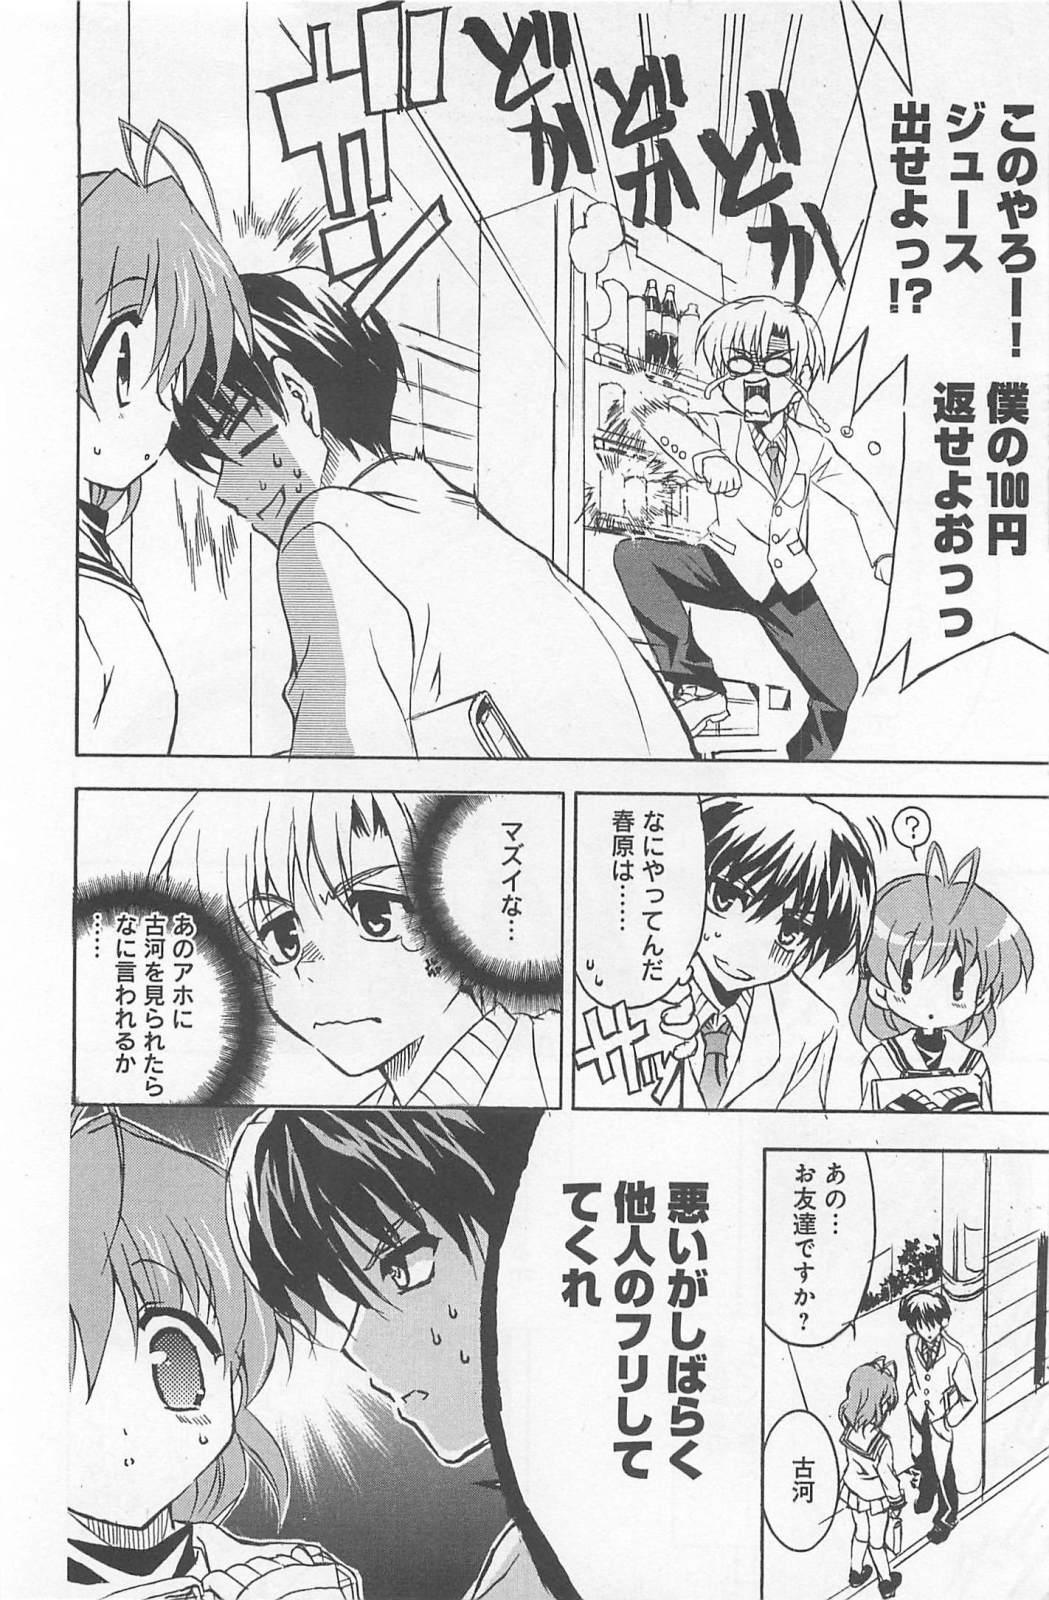 このやろー！
ジュース
出せよっ!?
僕の100円
返せよおっっ
どかどかどか
ギャー
なにやってんだ
春原は……
?
ザッ
マズイな…
あのアホに
古河を見られたら
なに言われるか
……
あの…
お友達ですか？
古河
悪いがしばらく
他人のフリして
てくれ